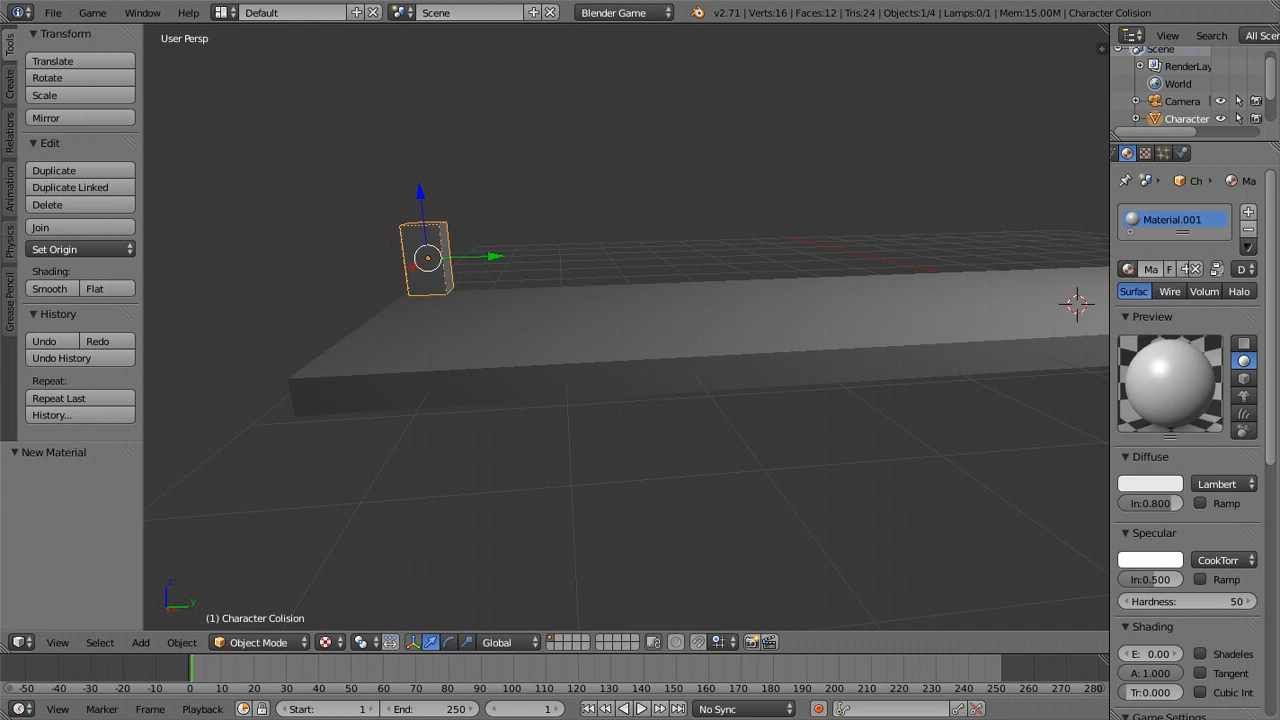 File Game Window Help Default Scene Blender Game v2.71 | Verts:16 | Faces:12 | Tris:24 | Objects:1/4 | Lamps:0/1 | Mem:15.00M | Character Colision
Tools
Create
Relations
Animation
Physics
Grease Pencil
Transform
Translate
Rotate
Scale
Mirror
Edit
Duplicate
Duplicate Linked
Delete
Join
Set Origin
Shading:
Smooth Flat
History
Undo Redo
Undo History
Repeat:
Repeat Last
History...
New Material
User Persp
z
y
(1) Character Colision
View Search All Scen
Scene
RenderLay
World
Camera
Character
Ch Ma
Material.001
Ma F D
Surfac Wire Volum Halo
Preview
Diffuse
Lambert
In:0.800 Ramp
Specular
CookTorr
In:0.500 Ramp
Hardness: 50
Shading
E: 0.00 Shadeles
A: 1.000 Tangent
Tr:0.000 Cubic Int
Game Settings
View Select Add Object Object Mode Global
-50 -40 -30 -20 -10 0 10 20 30 40 50 60 70 80 90 100 110 120 130 140 150 160 170 180 190 200 210 220 230 240 250 260 270 280
View Marker Frame Playback Start: 1 End: 250 1 No Sync